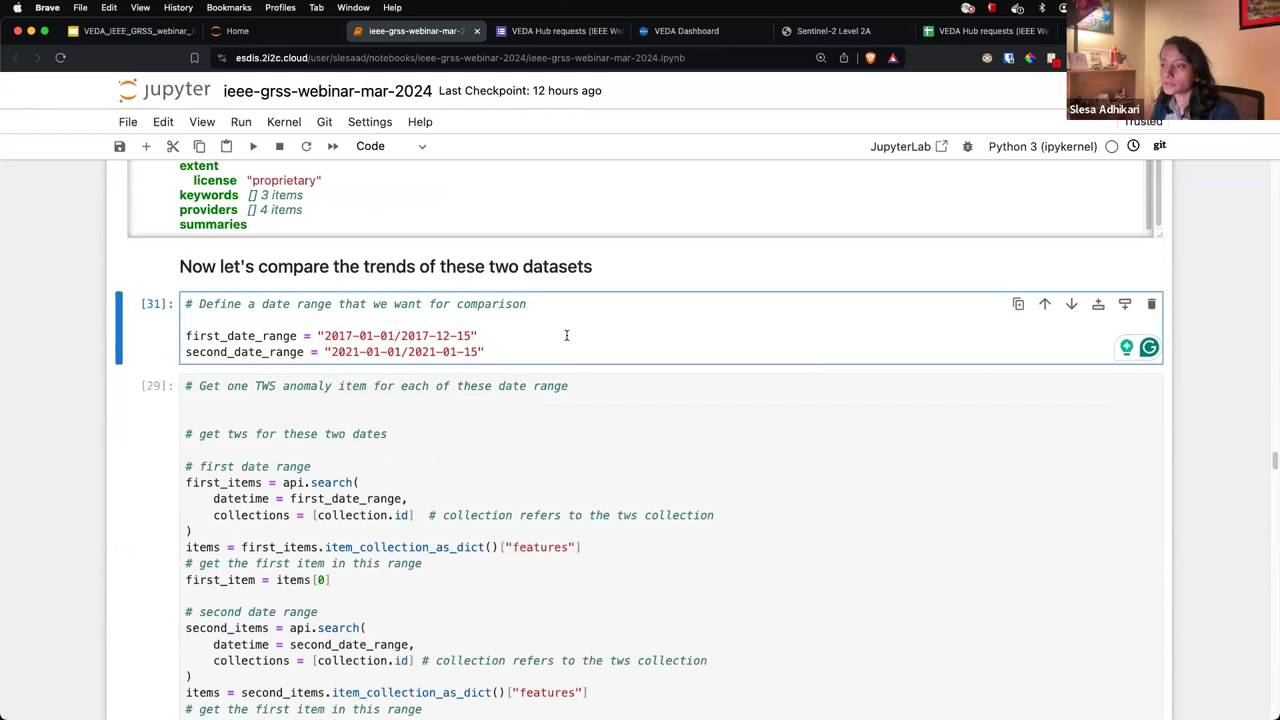 Brave File Edit View History Bookmarks Profiles Tab Window Help
VEDA_IEEE_GRSS_webinar_m
Home
ieee-grss-webinar-mar-2
VEDA Hub requests (IEEE We
VEDA Dashboard
Sentinel-2 Level 2A
VEDA Hub requests (IEEE We
esdis.2i2c.cloud/user/slesaad/notebooks/ieee-grss-webinar-2024/ieee-grss-webinar-mar-2024.ipynb
Slesa Adhikari
jupyter ieee-grss-webinar-mar-2024 Last Checkpoint: 12 hours ago
Trusted
File Edit View Run Kernel Git Settings Help
Code
JupyterLab
Python 3 (ipykernel)
git
extent
license "proprietary"
keywords [] 3 items
providers [] 4 items
summaries
Now let's compare the trends of these two datasets
[31]: # Define a date range that we want for comparison
first_date_range = "2017-01-01/2017-12-15"
second_date_range = "2021-01-01/2021-01-15"
[29]: # Get one TWS anomaly item for each of these date range
# get tws for these two dates
# first date range
first_items = api.search(
datetime = first_date_range,
collections = [collection.id] # collection refers to the tws collection
)
items = first_items.item_collection_as_dict()["features"]
# get the first item in this range
first_item = items[0]
# second date range
second_items = api.search(
datetime = second_date_range,
collections = [collection.id] # collection refers to the tws collection
)
items = second_items.item_collection_as_dict()["features"]
# get the first item in this range